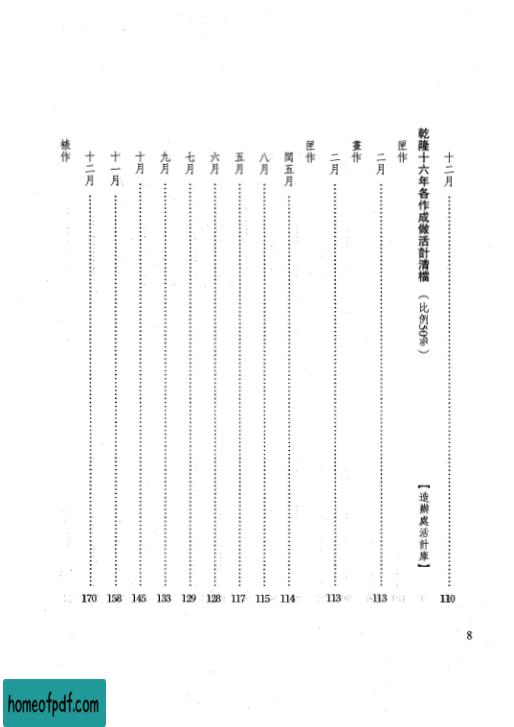 十二月 110
乾隆十六年各作成做活計清檔（比例50%）【造辦處活計庫】
匣作
二月 113
畫作
二月 113
匣作
閏五月 114
八月 115
五月 117
六月 128
七月 129
九月 133
十月 145
十一月 158
十二月 170
裱作
8
homeofpdf.com